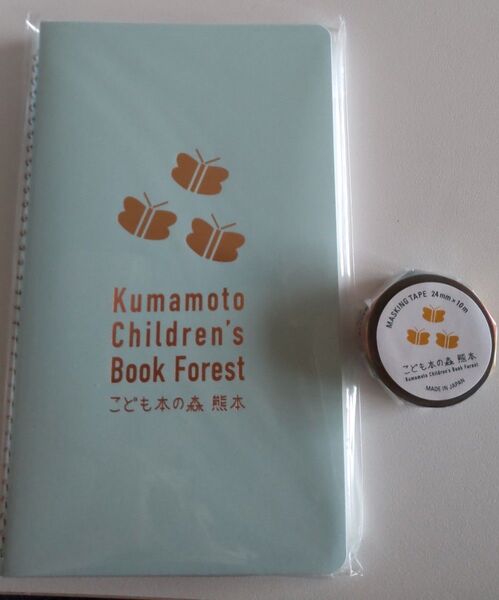 Kumamoto
Children's
Book Forest
こども本の森 熊本
MASKING TAPE 24mm×10m
こども本の森 熊本
Kumamoto Children's Book Forest
MADE IN JAPAN